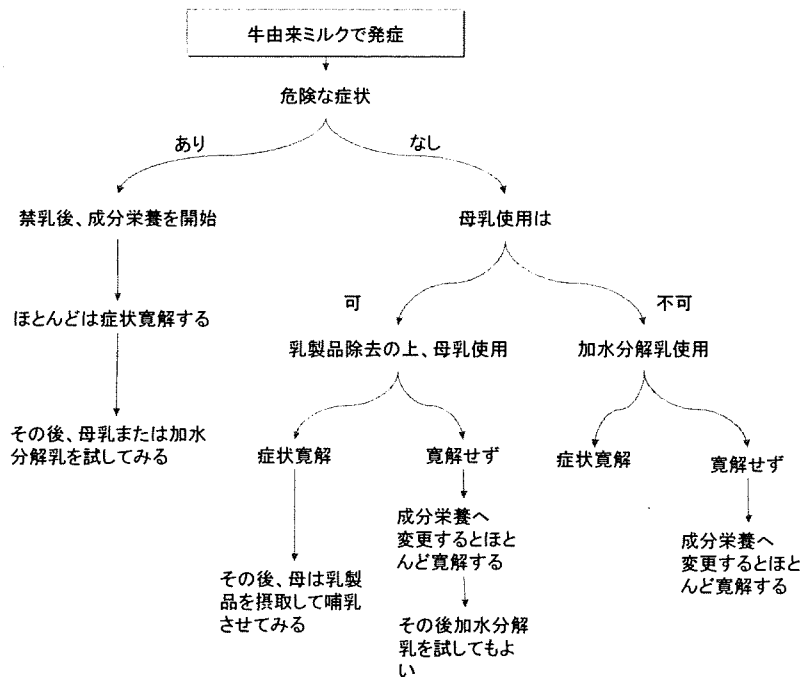 牛由来ミルクで発症
危険な症状
あり
なし
禁乳後、成分栄養を開始
母乳使用は
ほとんどは症状寛解する
可
不可
乳製品除去の上、母乳使用
加水分解乳使用
その後、母乳または加水
分解乳を試してみる
症状寛解
寛解せず
症状寛解
寛解せず
成分栄養へ
変更するとほと
んど寛解する
成分栄養へ
変更するとほと
んど寛解する
その後、母は乳製
品を摂取して哺乳
させてみる
その後加水分解
乳を試してもよ
い